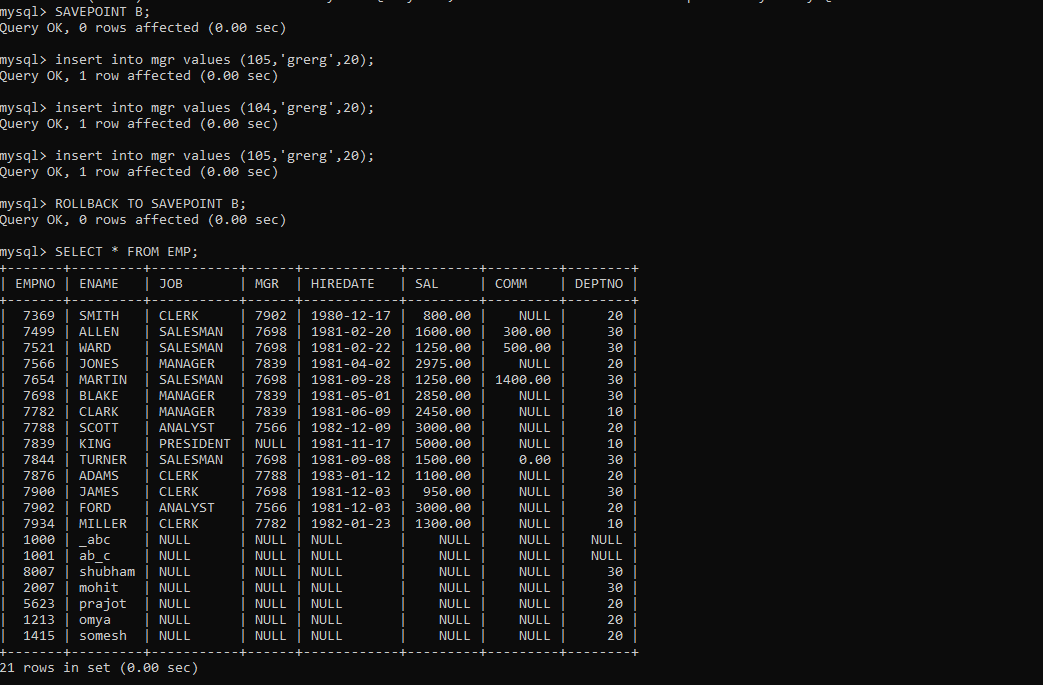 mysql> SAVEPOINT B;
Query OK, 0 rows affected (0.00 sec)
mysql> insert into mgr values (105,'grerg',20);
Query OK, 1 row affected (0.00 sec)
mysql> insert into mgr values (104,'grerg',20);
Query OK, 1 row affected (0.00 sec)
mysql> insert into mgr values (105,'grerg',20);
Query OK, 1 row affected (0.00 sec)
mysql> ROLLBACK TO SAVEPOINT B;
Query OK, 0 rows affected (0.00 sec)
mysql> SELECT * FROM EMP;
+-------+---------+-----------+------+------------+---------+---------+--------+
| EMPNO | ENAME   | JOB       | MGR  | HIREDATE   | SAL     | COMM    | DEPTNO |
+-------+---------+-----------+------+------------+---------+---------+--------+
|  7369 | SMITH   | CLERK     | 7902 | 1980-12-17 |  800.00 |    NULL |     20 |
|  7499 | ALLEN   | SALESMAN  | 7698 | 1981-02-20 | 1600.00 |  300.00 |     30 |
|  7521 | WARD    | SALESMAN  | 7698 | 1981-02-22 | 1250.00 |  500.00 |     30 |
|  7566 | JONES   | MANAGER   | 7839 | 1981-04-02 | 2975.00 |    NULL |     20 |
|  7654 | MARTIN  | SALESMAN  | 7698 | 1981-09-28 | 1250.00 | 1400.00 |     30 |
|  7698 | BLAKE   | MANAGER   | 7839 | 1981-05-01 | 2850.00 |    NULL |     30 |
|  7782 | CLARK   | MANAGER   | 7839 | 1981-06-09 | 2450.00 |    NULL |     10 |
|  7788 | SCOTT   | ANALYST   | 7566 | 1982-12-09 | 3000.00 |    NULL |     20 |
|  7839 | KING    | PRESIDENT | NULL | 1981-11-17 | 5000.00 |    NULL |     10 |
|  7844 | TURNER  | SALESMAN  | 7698 | 1981-09-08 | 1500.00 |    0.00 |     30 |
|  7876 | ADAMS   | CLERK     | 7788 | 1983-01-12 | 1100.00 |    NULL |     20 |
|  7900 | JAMES   | CLERK     | 7698 | 1981-12-03 |  950.00 |    NULL |     30 |
|  7902 | FORD    | ANALYST   | 7566 | 1981-12-03 | 3000.00 |    NULL |     20 |
|  7934 | MILLER  | CLERK     | 7782 | 1982-01-23 | 1300.00 |    NULL |     10 |
|  1000 | _abc    | NULL      | NULL | NULL       |    NULL |    NULL |   NULL |
|  1001 | ab_c    | NULL      | NULL | NULL       |    NULL |    NULL |   NULL |
|  8007 | shubham | NULL      | NULL | NULL       |    NULL |    NULL |     30 |
|  2007 | mohit   | NULL      | NULL | NULL       |    NULL |    NULL |     30 |
|  5623 | prajot  | NULL      | NULL | NULL       |    NULL |    NULL |     20 |
|  1213 | omya    | NULL      | NULL | NULL       |    NULL |    NULL |     20 |
|  1415 | somesh  | NULL      | NULL | NULL       |    NULL |    NULL |     20 |
+-------+---------+-----------+------+------------+---------+---------+--------+
21 rows in set (0.00 sec)